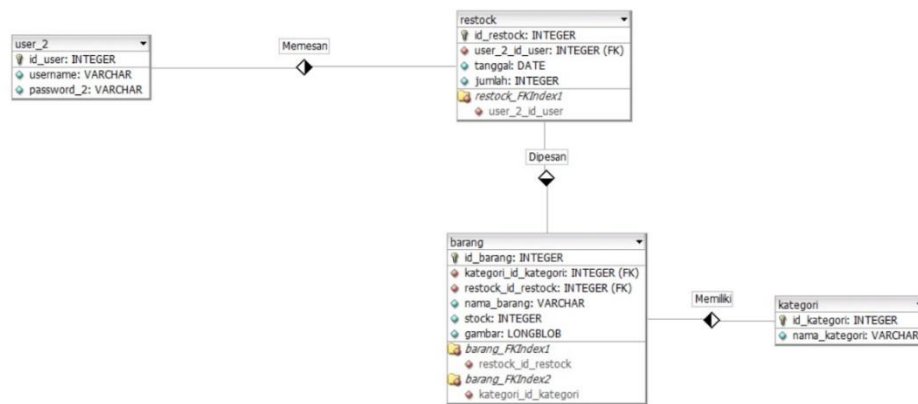 user_2
id_user: INTEGER
username: VARCHAR
password_2: VARCHAR
Memesan
restock
id_restock: INTEGER
user_2_id_user: INTEGER (FK)
tanggal: DATE
jumlah: INTEGER
restock_FKIndex1
user_2_id_user
Dipesan
barang
id_barang: INTEGER
kategori_id_kategori: INTEGER (FK)
restock_id_restock: INTEGER (FK)
nama_barang: VARCHAR
stock: INTEGER
gambar: LONGBLOB
barang_FKIndex1
restock_id_restock
barang_FKIndex2
kategori_id_kategori
Memiliki
kategori
id_kategori: INTEGER
nama_kategori: VARCHAR